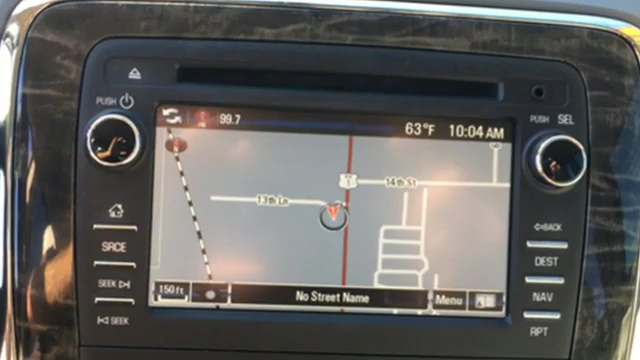 PUSH
PUSH SEL
99.7
63°F 10:04 AM
1
14th St
13th Ln
BACK
SRCE
DEST
SEEK
150 ft
No Street Name
Menu
NAV
SEEK
RPT